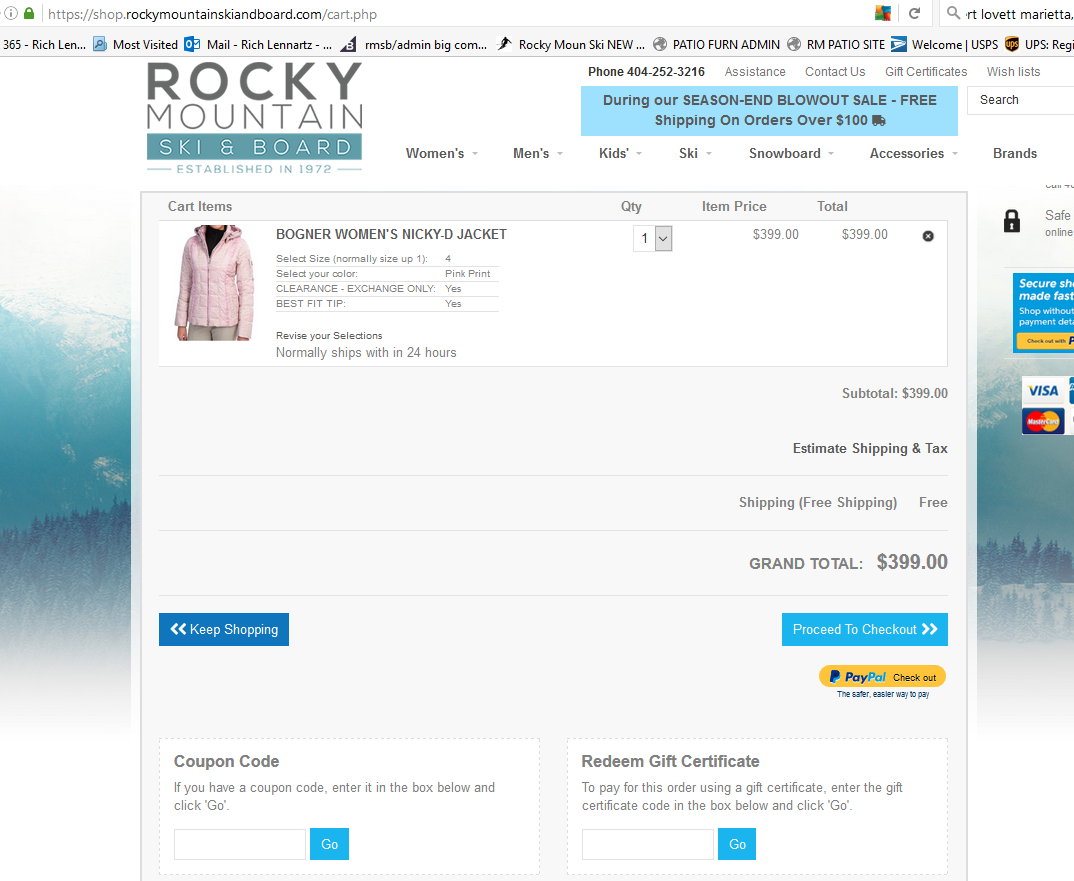 https://shop.rockymountainskiandboard.com/cart.php
rt lovett marietta,
365 - Rich Len... Most Visited Mail - Rich Lennartz - ... rmsb/admin big com... Rocky Moun Ski NEW ... PATIO FURN ADMIN RM PATIO SITE Welcome | USPS UPS: Regi
ROCKY
MOUNTAIN
SKI & BOARD
ESTABLISHED IN 1972
Phone 404-252-3216 Assistance Contact Us Gift Certificates Wish lists
During our SEASON-END BLOWOUT SALE - FREE
Shipping On Orders Over $100
Search
Women's Men's Kids' Ski Snowboard Accessories Brands
Cart Items Qty Item Price Total
BOGNER WOMEN'S NICKY-D JACKET 1 $399.00 $399.00
Select Size (normally size up 1): 4
Select your color: Pink Print
CLEARANCE - EXCHANGE ONLY: Yes
BEST FIT TIP: Yes
Revise your Selections
Normally ships with in 24 hours
Subtotal: $399.00
Estimate Shipping & Tax
Shipping (Free Shipping) Free
GRAND TOTAL: $399.00
Keep Shopping
Proceed To Checkout
PayPal Check out
The safer, easier way to pay
Coupon Code
If you have a coupon code, enter it in the box below and
click 'Go'.
Go
Redeem Gift Certificate
To pay for this order using a gift certificate, enter the gift
certificate code in the box below and click 'Go'.
Go
Safe
online
Secure sh
made fast
Shop without
payment deta
Check out with P
VISA
MasterCard